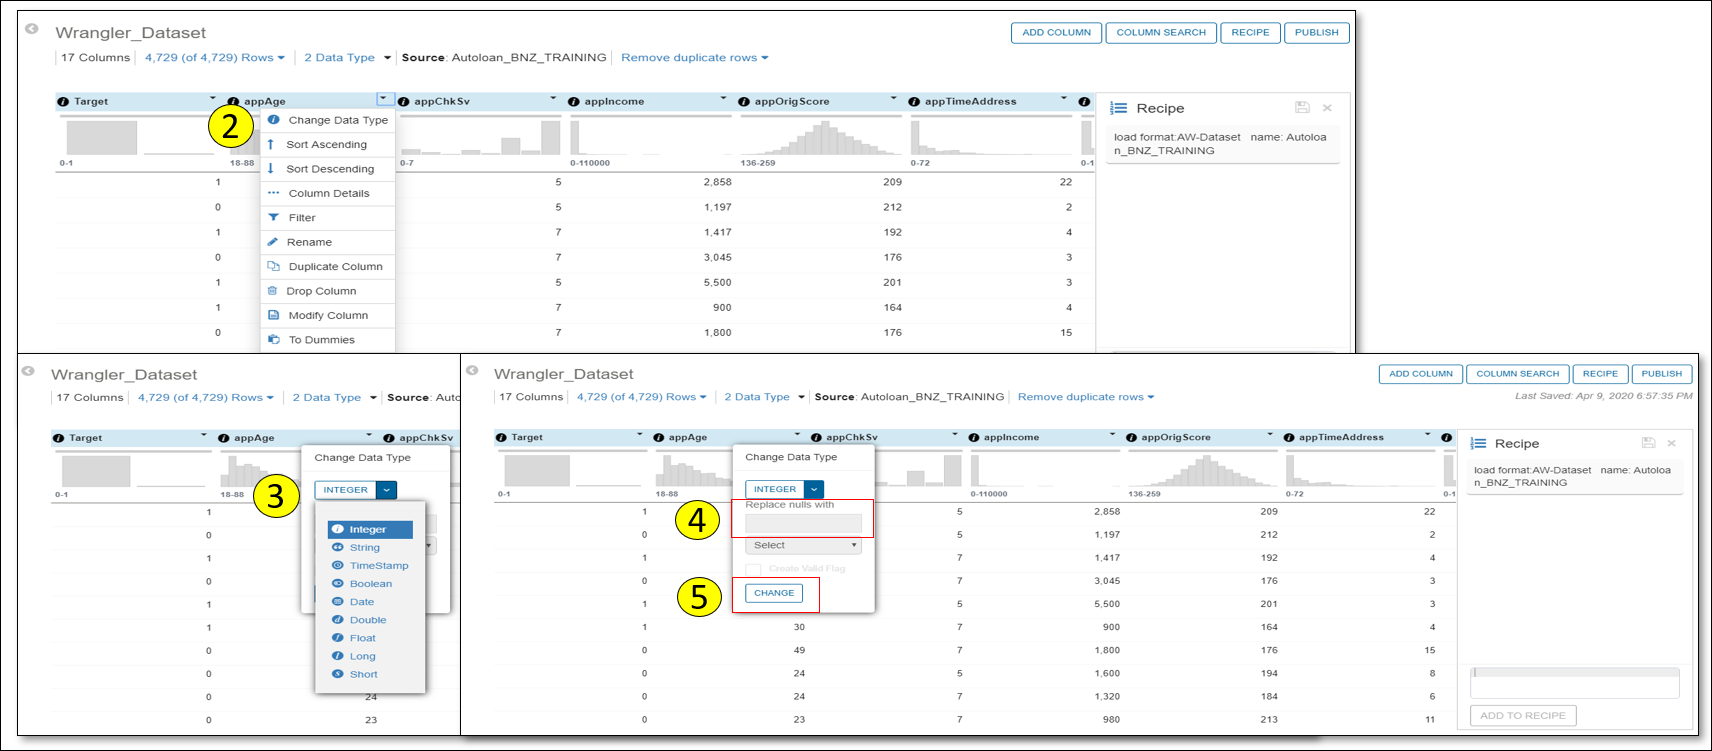 Wrangler_Dataset
ADD COLUMN COLUMN SEARCH RECIPE PUBLISH
17 Columns 4,729 (of 4,729) Rows 2 Data Type Source: Autoloan_BNZ_TRAINING Remove duplicate rows
Target appAge appChkSv appIncome appOrigScore appTimeAddress
0-1 18-88 0-7 0-110000 136-259 0-72 0-1
2
Change Data Type
Sort Ascending
Sort Descending
Column Details
Filter
Rename
Duplicate Column
Drop Column
Modify Column
To Dummies
1 5 2,858 209 22
0 5 1,197 212 2
1 7 1,417 192 4
0 7 3,045 176 3
1 5 5,500 201 3
1 7 900 164 4
0 7 1,800 176 15
Recipe
load format:AW-Dataset name: Autoloa
n_BNZ_TRAINING
Wrangler_Dataset
17 Columns 4,729 (of 4,729) Rows 2 Data Type Source: Auto
Target appAge appChkSv
0-1 18-88
3
Change Data Type
INTEGER
Integer
String
TimeStamp
Boolean
Date
Double
Float
Long
Short
1
0
1
0
1
1
0
0
0 24
0 23
Wrangler_Dataset
ADD COLUMN COLUMN SEARCH RECIPE PUBLISH
17 Columns 4,729 (of 4,729) Rows 2 Data Type Source: Autoloan_BNZ_TRAINING Remove duplicate rows
Last Saved: Apr 9, 2020 6:57:35 PM
Target appAge appChkSv appIncome appOrigScore appTimeAddress
0-1 18-88 0-110000 136-259 0-72 0-1
Change Data Type
INTEGER
4
Replace nulls with
Select
Create Valid Flag
5
CHANGE
1 5 2,858 209 22
0 5 1,197 212 2
1 7 1,417 192 4
0 7 3,045 176 3
1 5 5,500 201 3
1 30 7 900 164 4
0 49 7 1,800 176 15
0 24 5 1,600 194 8
0 24 7 1,320 184 6
0 23 7 980 213 11
Recipe
load format:AW-Dataset name: Autoloa
n_BNZ_TRAINING
ADD TO RECIPE